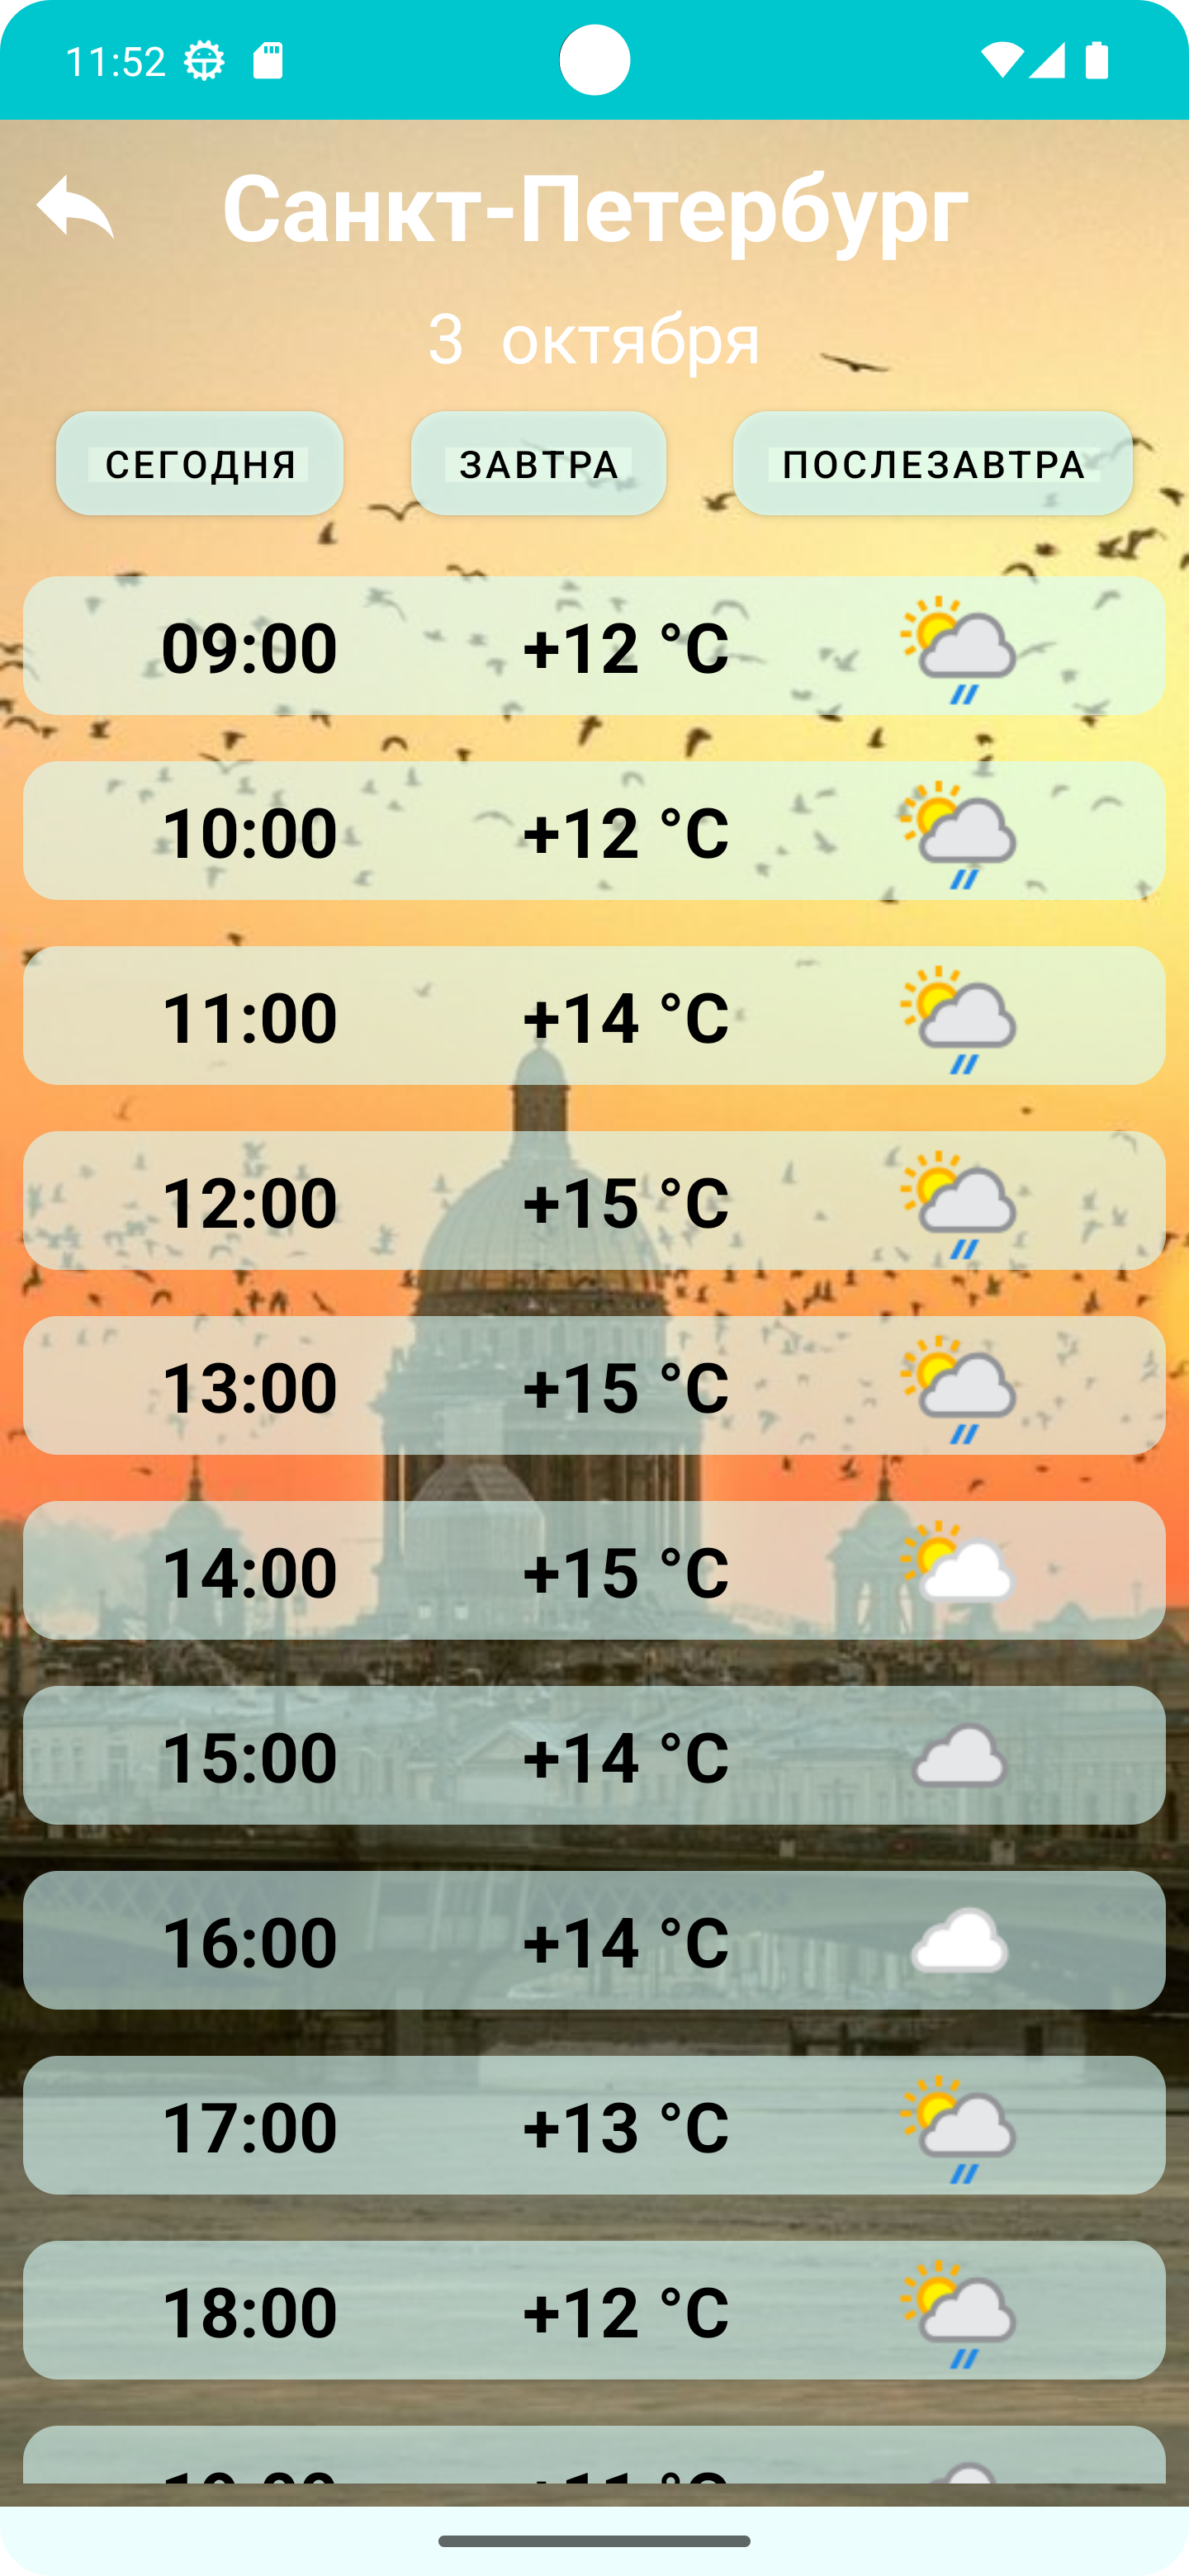 11:52
Санкт-Петербург
3 октября
СЕГОДНЯ ЗАВТРА ПОСЛЕЗАВТРА
09:00 +12 °C
10:00 +12 °C
11:00 +14 °C
12:00 +15 °C
13:00 +15 °C
14:00 +15 °C
15:00 +14 °C
16:00 +14 °C
17:00 +13 °C
18:00 +12 °C